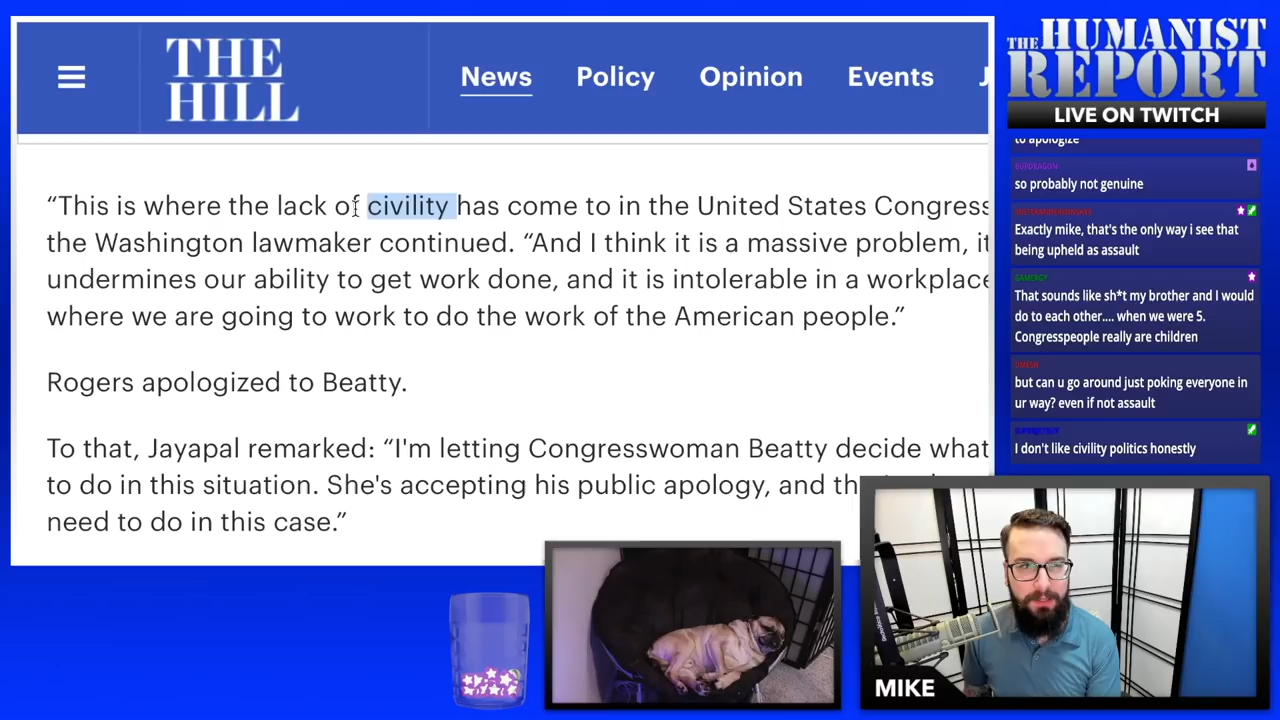 THE
HILL
News Policy Opinion Events
“This is where the lack of civility has come to in the United States Congress
the Washington lawmaker continued. “And I think it is a massive problem, it
undermines our ability to get work done, and it is intolerable in a workplace
where we are going to work to do the work of the American people.”
Rogers apologized to Beatty.
To that, Jayapal remarked: “I'm letting Congresswoman Beatty decide what
to do in this situation. She's accepting his public apology, and
need to do in this case.”
THE HUMANIST
REPORT
LIVE ON TWITCH
to apologize
so probably not genuine
Exactly mike, that's the only way i see that
being upheld as assault
That sounds like sh*t my brother and I would
do to each other.... when we were 5.
Congresspeople really are children
but can u go around just poking everyone in
ur way? even if not assault
I don't like civility politics honestly
MIKE